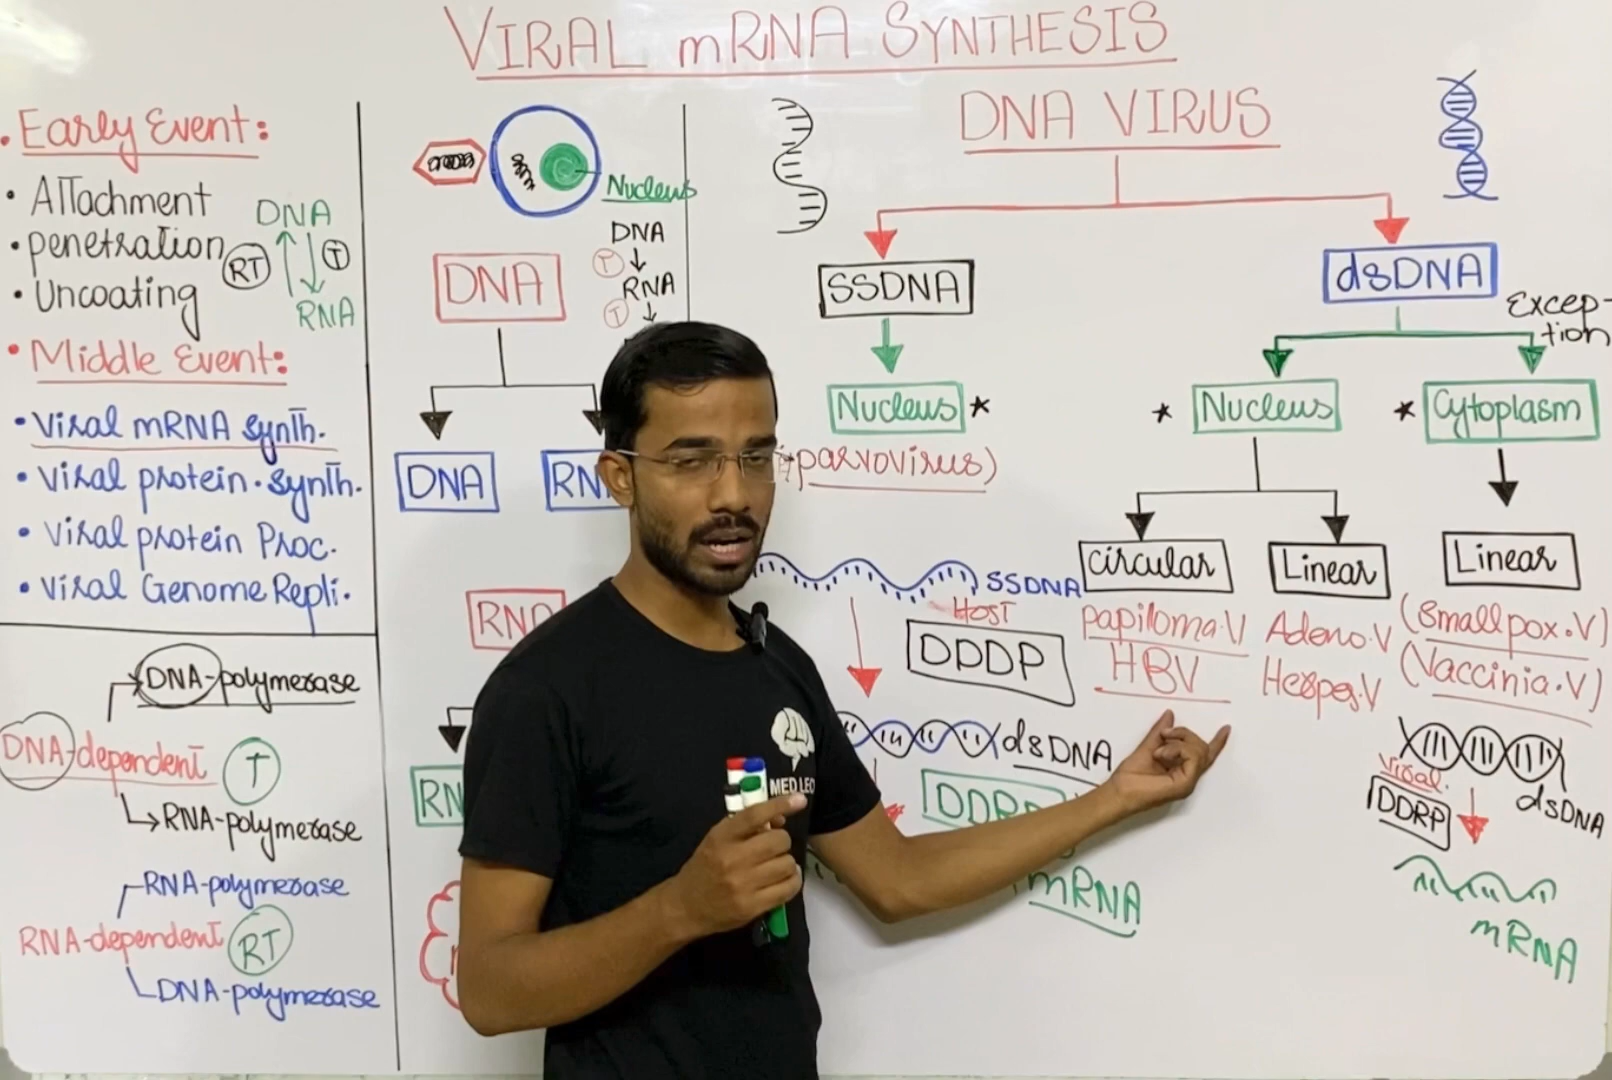 VIRAL mRNA SYNTHESIS
• Early Event:
• Attachment
• penetration
• Uncoating
DNA
RT
T
RNA
• Middle Event:
• Viral mRNA Synth.
• Viral protein. Synth.
• Viral protein Proc.
• Viral Genome Repli.
DNA-polymerase
DNA-dependent
T
RNA-polymerase
RNA-polymerase
RNA-dependent
RT
DNA-polymerase
Nucleus
DNA
T
RNA
T
DNA
DNA
RN
RNA
RN
DNA VIRUS
SSDNA
Nucleus *
parvovirus)
SSDNA
Host
DDDP
dsDNA
mRNA
dsDNA
Excep-
tion
* Nucleus
* Cytoplasm
circular
Linear
Linear
papiloma.V
HBV
Adeno.V
Herpes.V
(Smallpox.V)
(Vaccinia.V)
Viral
DDRP
dsDNA
mRNA
MED LEC